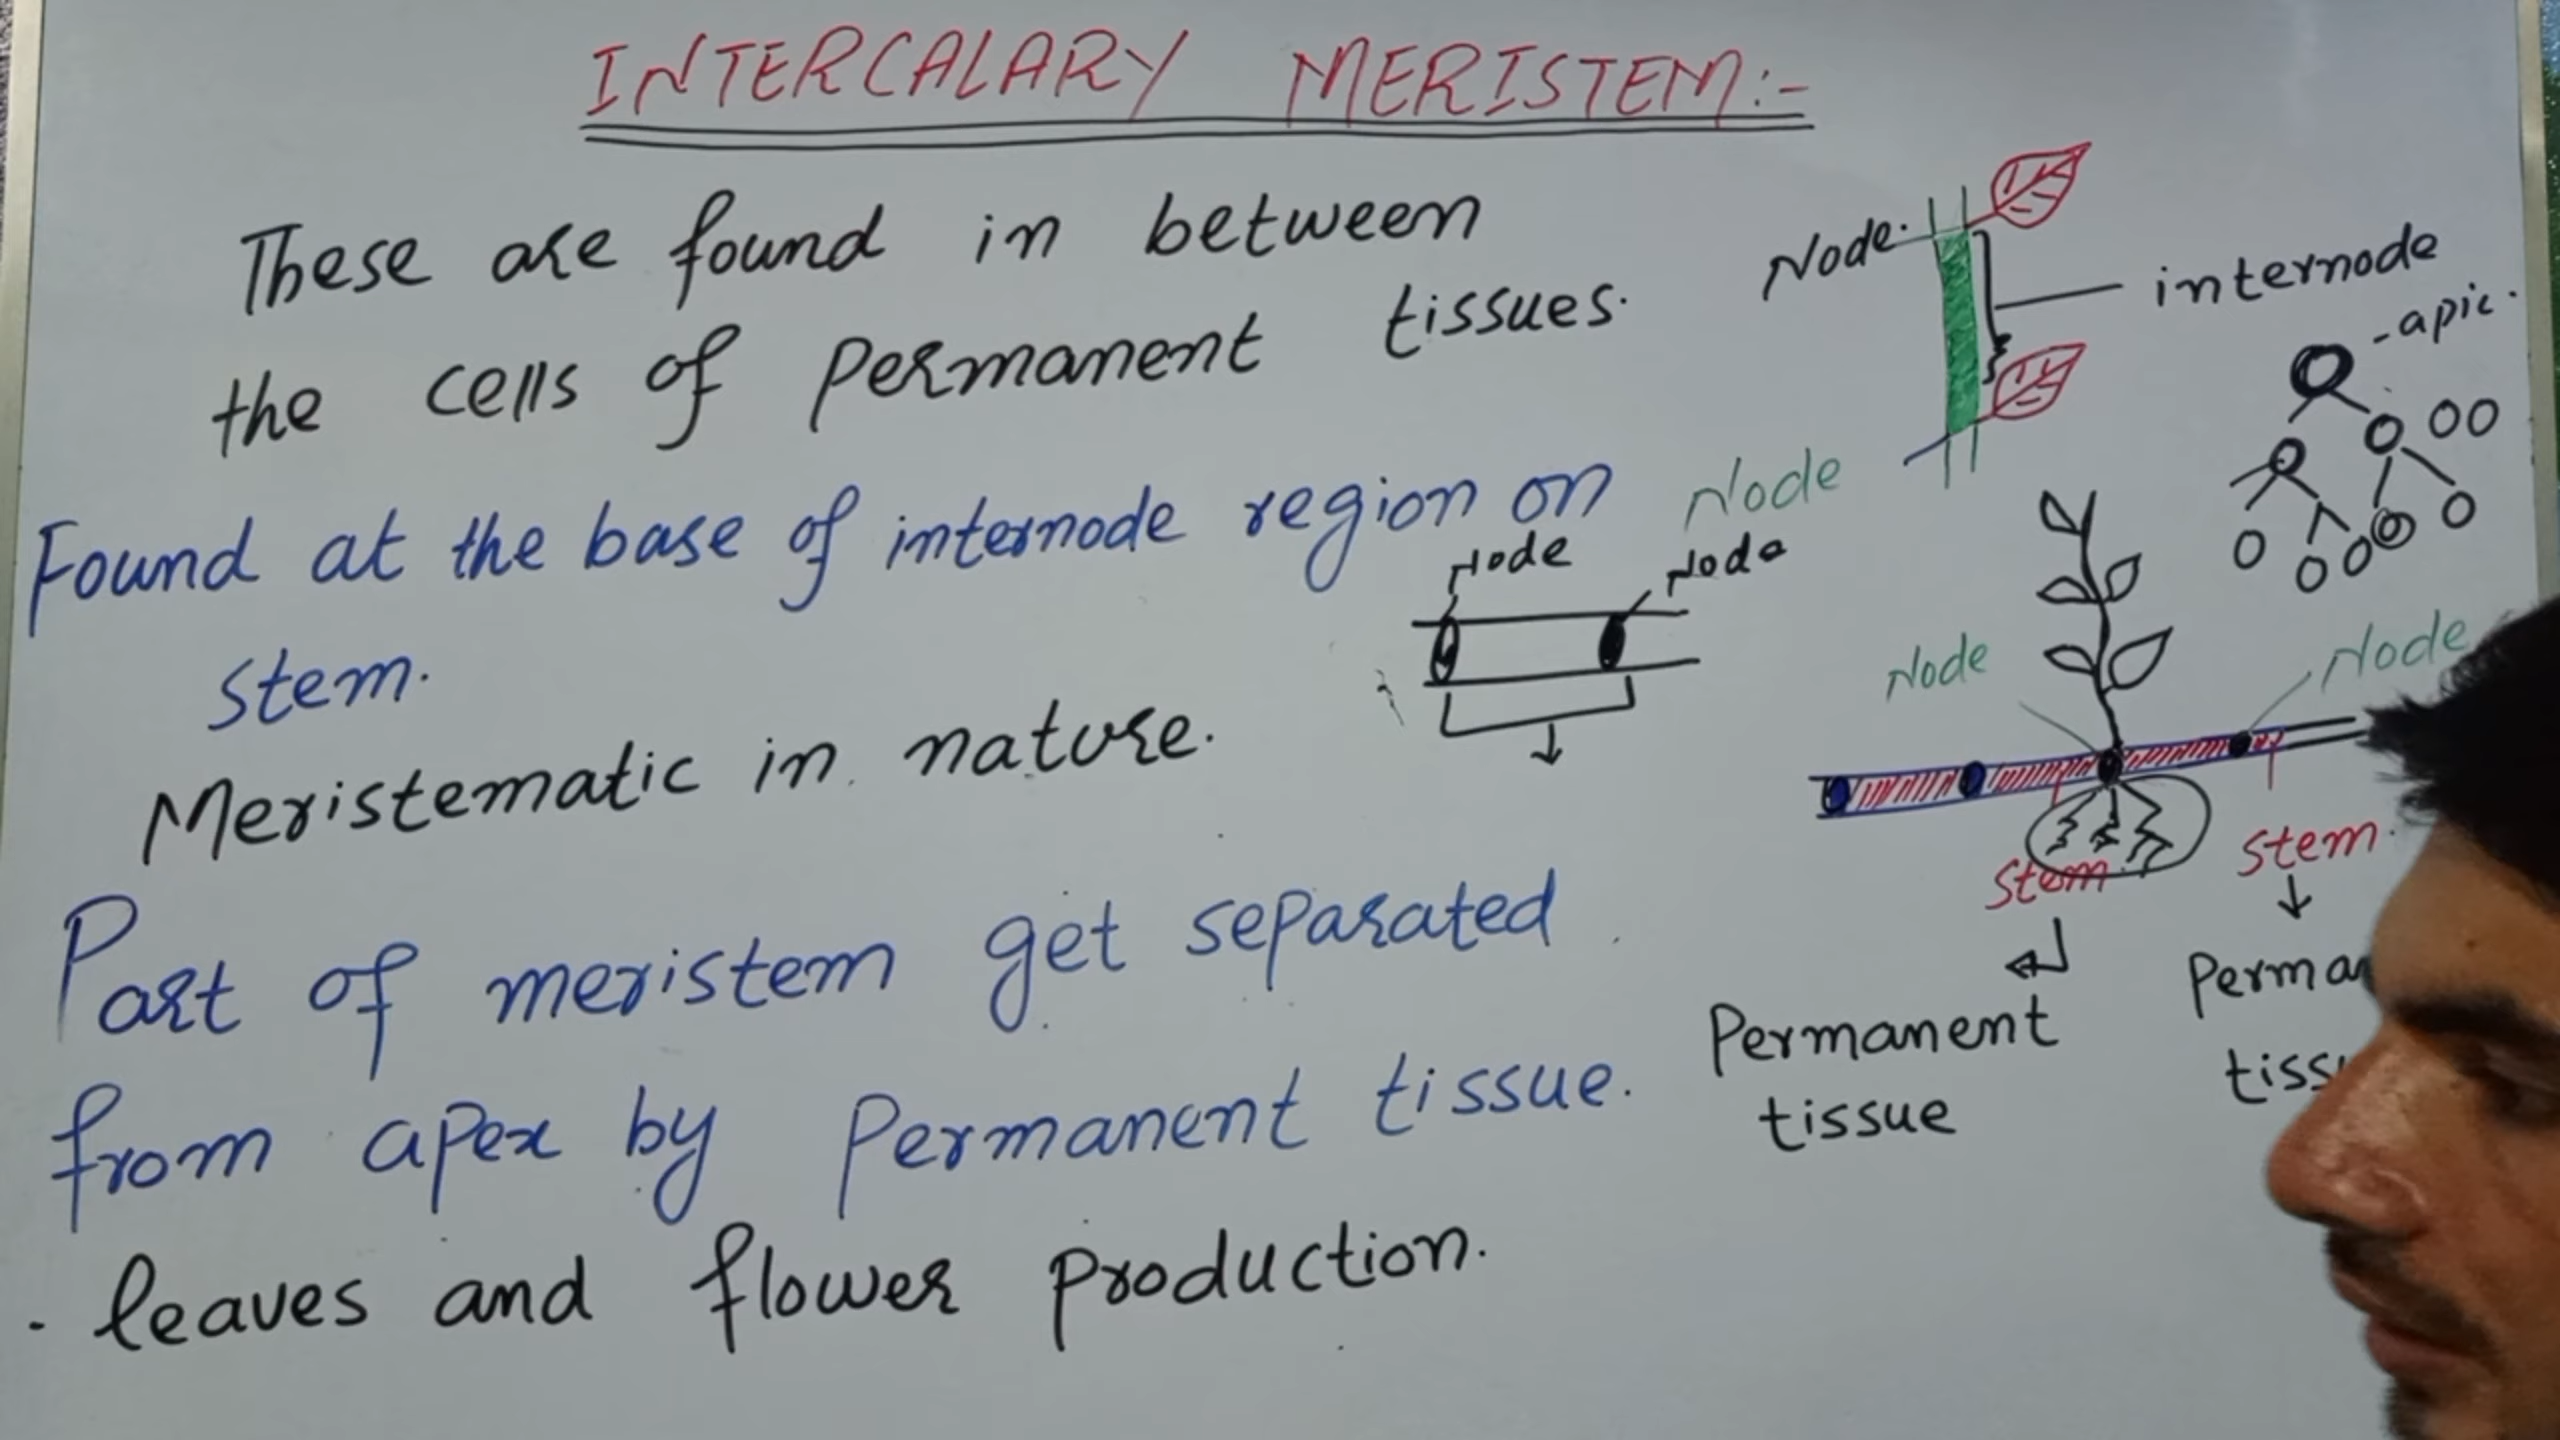 INTERCALARY MERISTEM:-
These are found in between
the cells of Permanent tissues.
Found at the base of internode region on
stem.
Meristematic in nature.
Part of meristem get separated
from apex by Permanent tissue.
. leaves and flower Production.
Node.
internode
- apic.
Node
Node
Node
Node
Node
Stem.
Stem.
Permanent
tissue
Perma
tiss